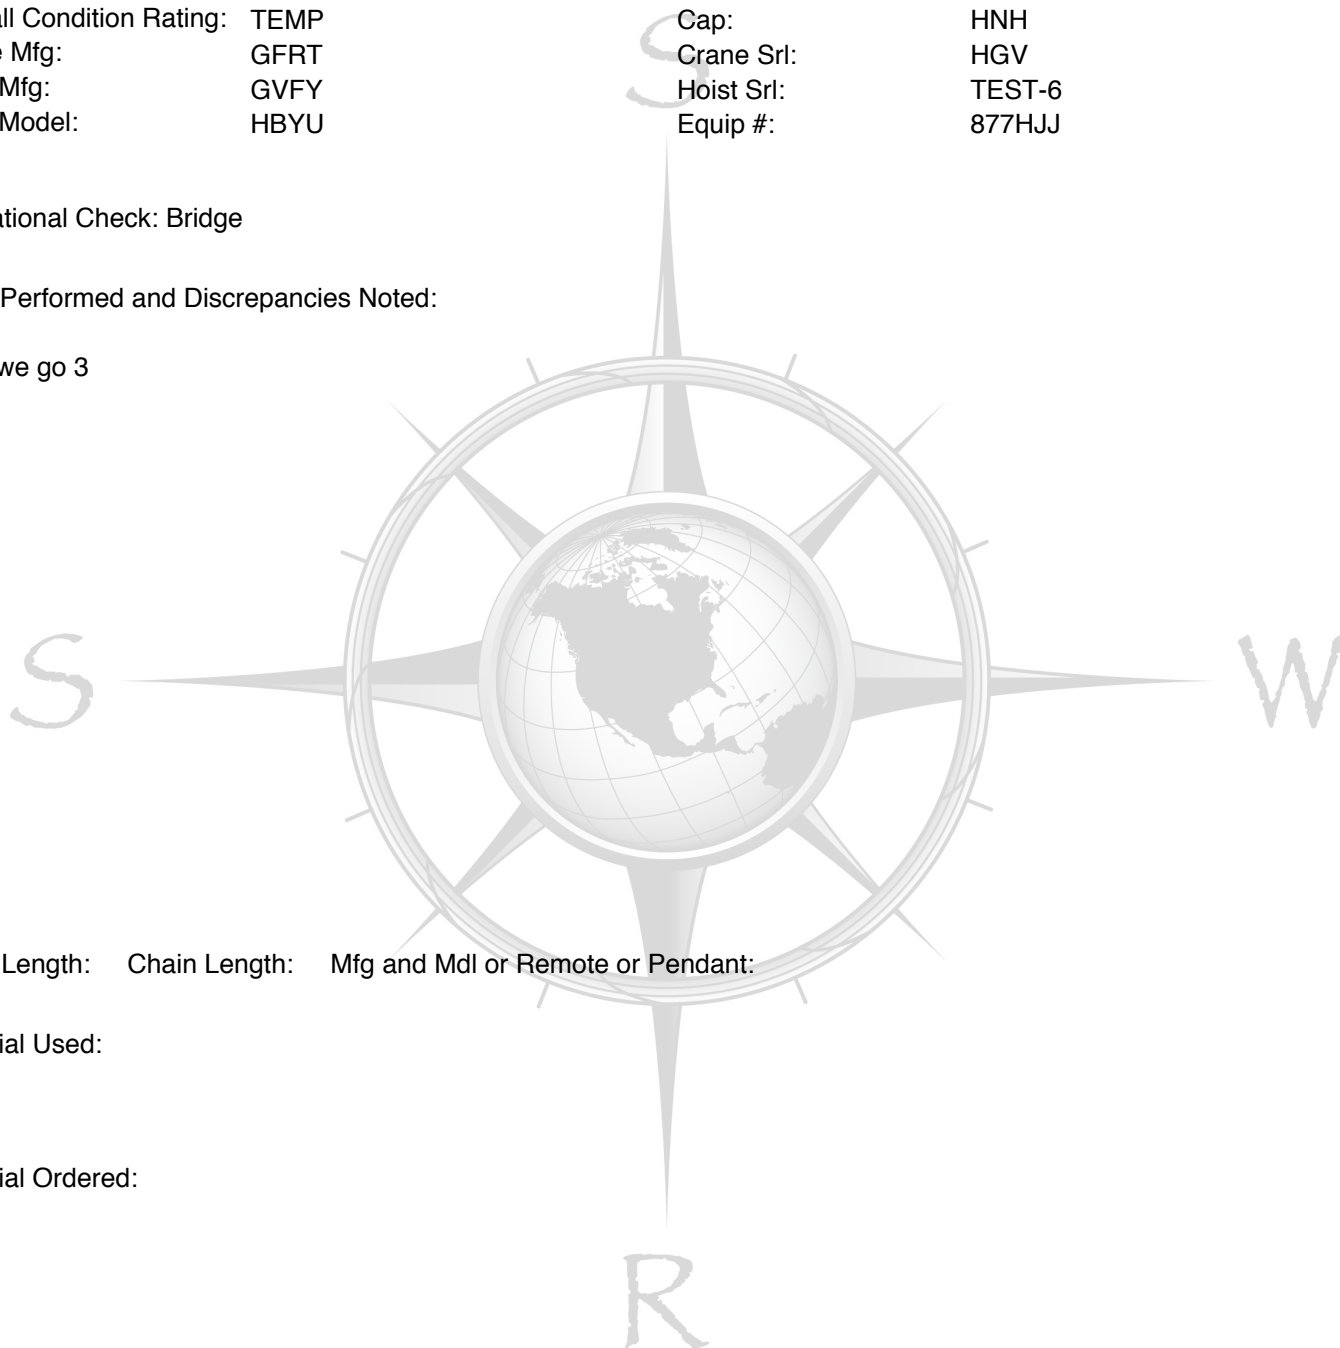 all Condition Rating: TEMP Cap: HNH
e Mfg: GFRT Crane Srl: HGV
Mfg: GVFY Hoist Srl: TEST-6
Model: HBYU Equip #: 877HJJ
ational Check: Bridge
Performed and Discrepancies Noted:
we go 3
Length: Chain Length: Mfg and Mdl or Remote or Pendant:
ial Used:
ial Ordered:
S
S
W
R